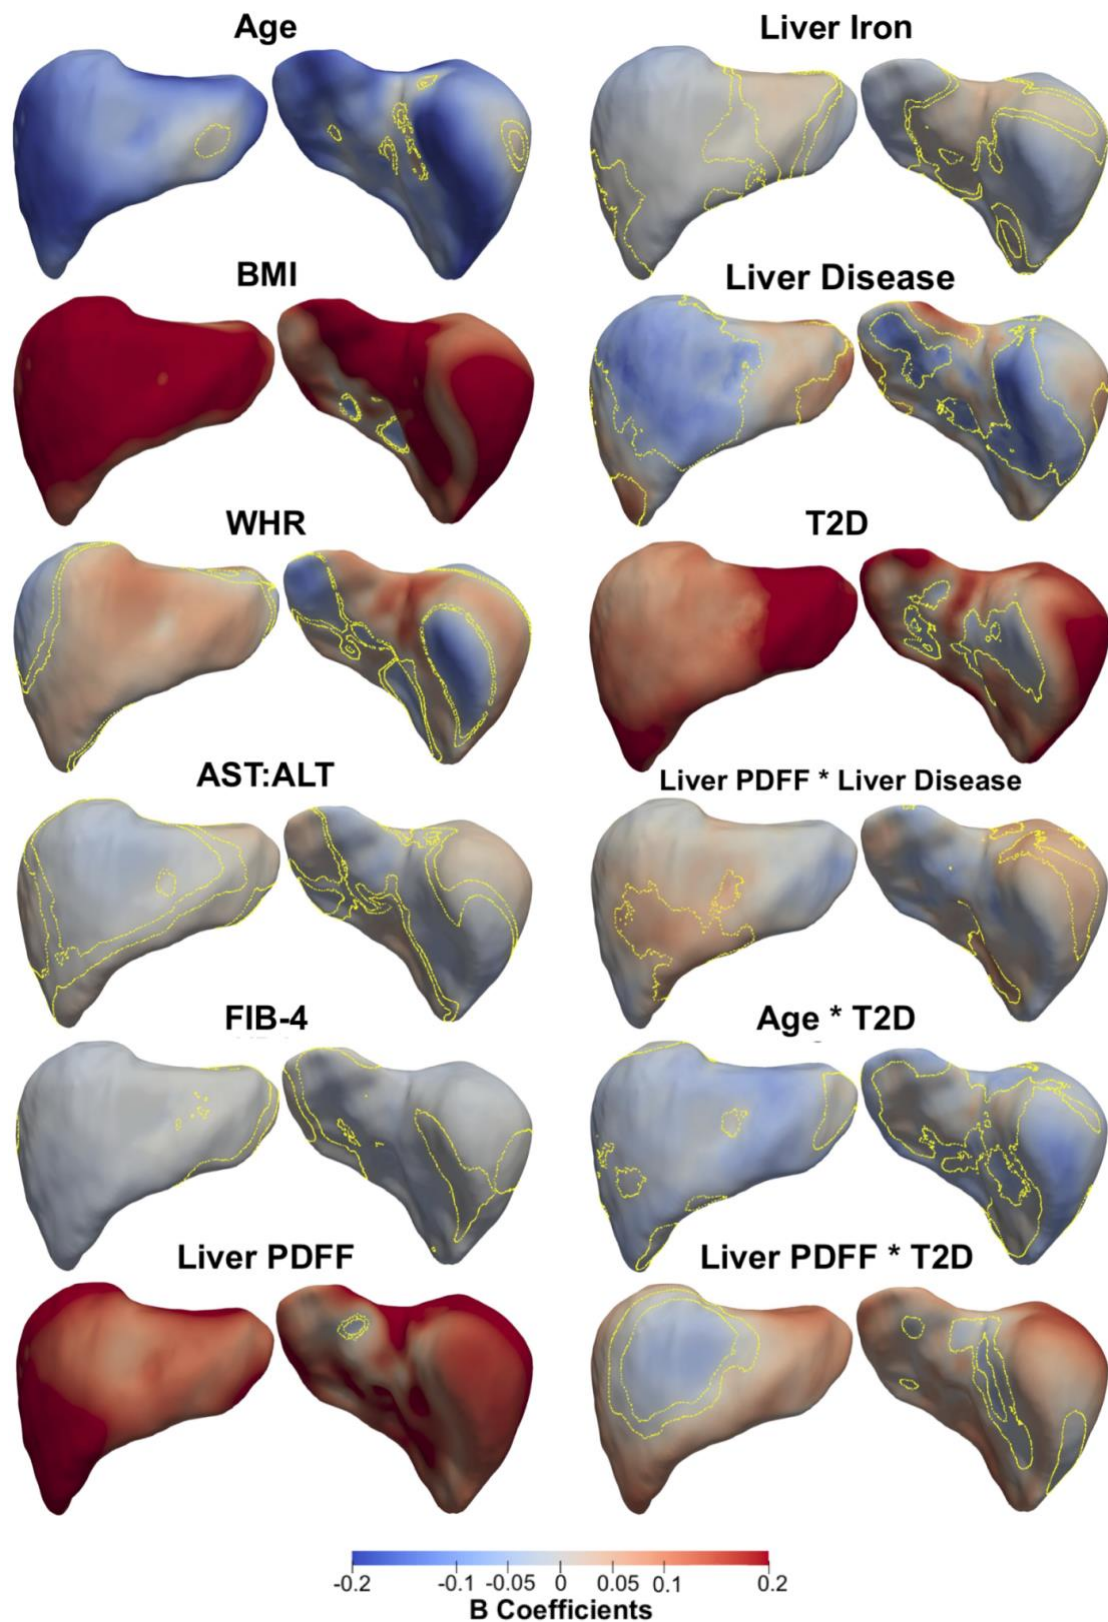 Age
Liver Iron
BMI
Liver Disease
WHR
T2D
AST:ALT
Liver PDFF * Liver Disease
FIB-4
Age * T2D
Liver PDFF
Liver PDFF * T2D
-0.2 -0.1 -0.05 0 0.05 0.1 0.2
B Coefficients